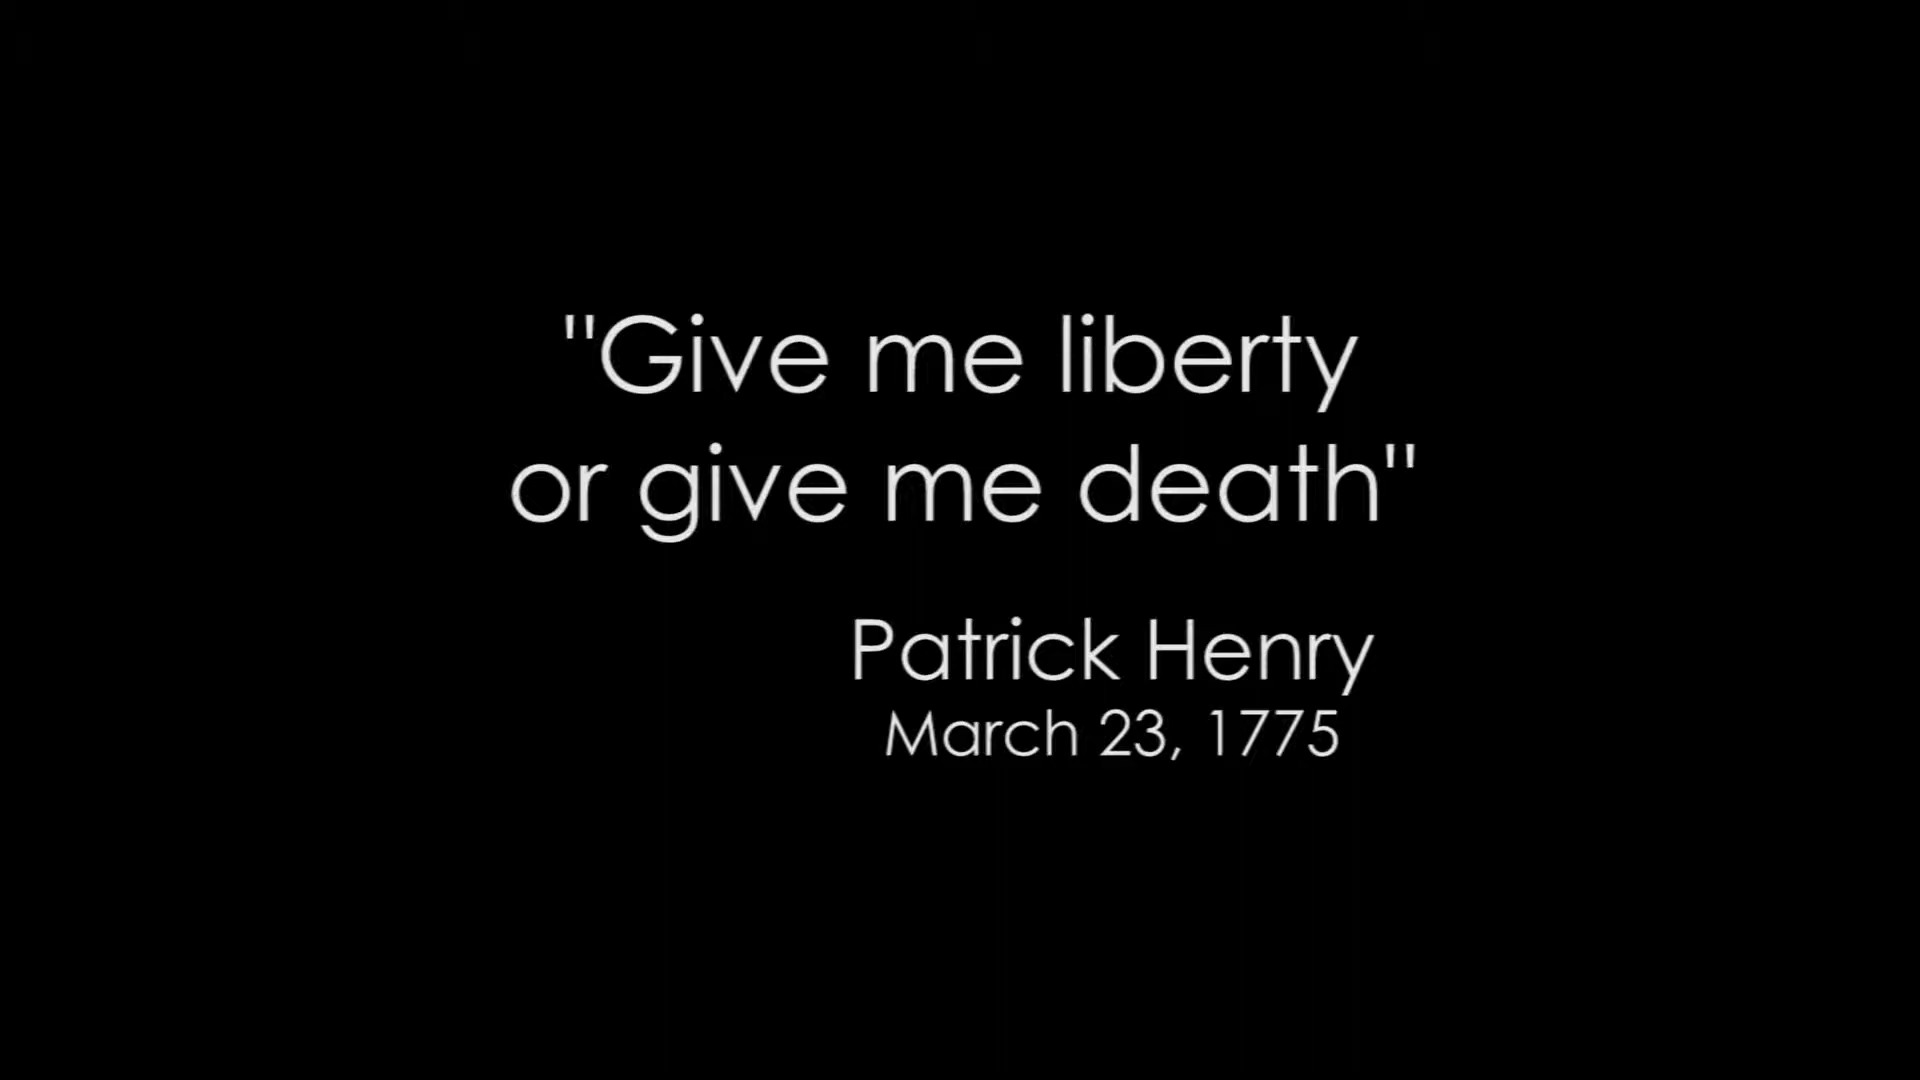 "Give me liberty
or give me death"
Patrick Henry
March 23, 1775